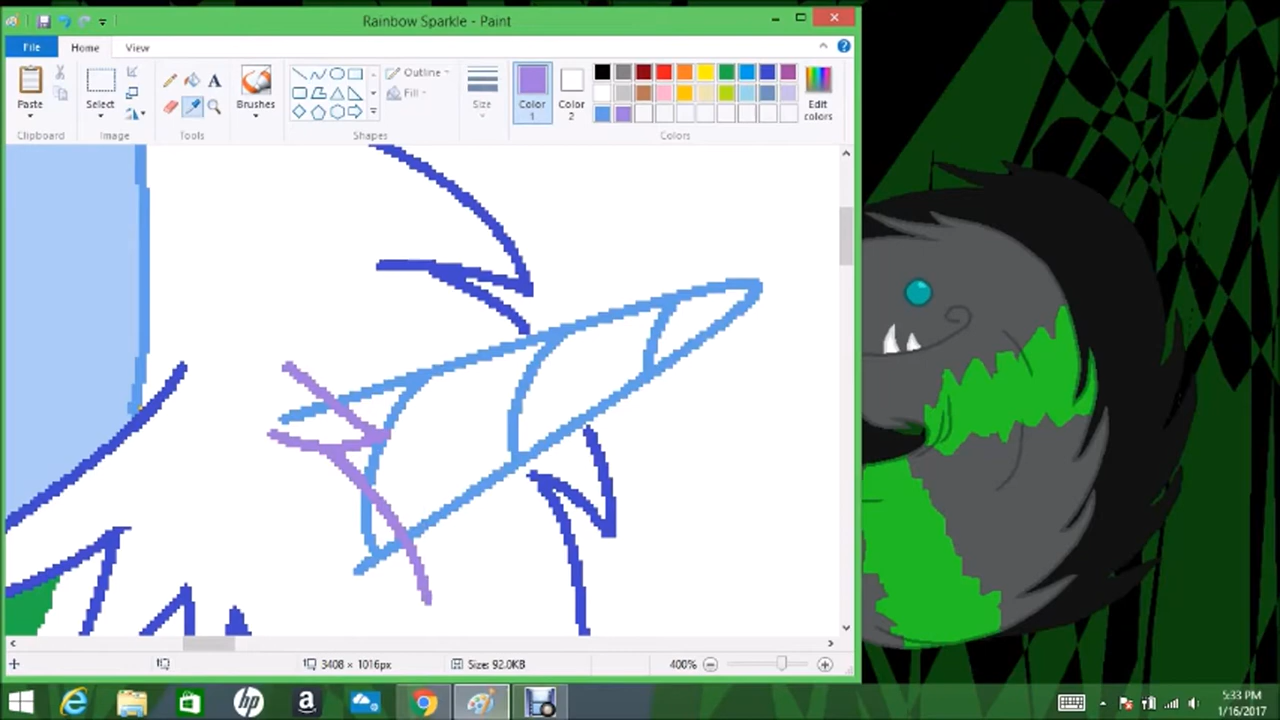 Rainbow Sparkle - Paint
File Home View
Paste
Select
A
Brushes
Outline
Fill
Size
Color 1
Color 2
Edit colors
Clipboard Image Tools Shapes Colors
3408 × 1016px Size: 92.0KB 400%
hp
a
5:33 PM
1/16/2017